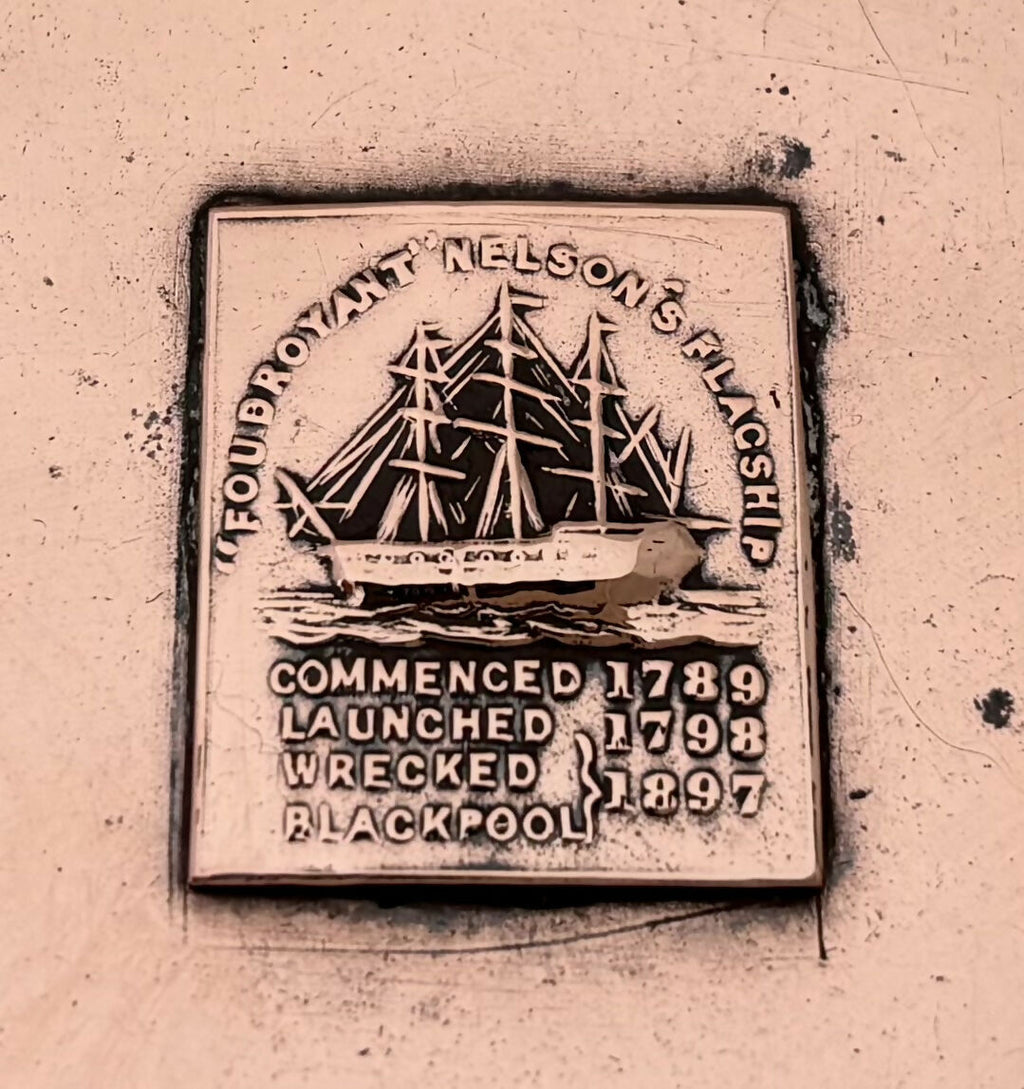 "FOUDROYANT" NELSON'S FLAGSHIP
COMMENCED 1789
LAUNCHED 1798
WRECKED
BLACKPOOL } 1897